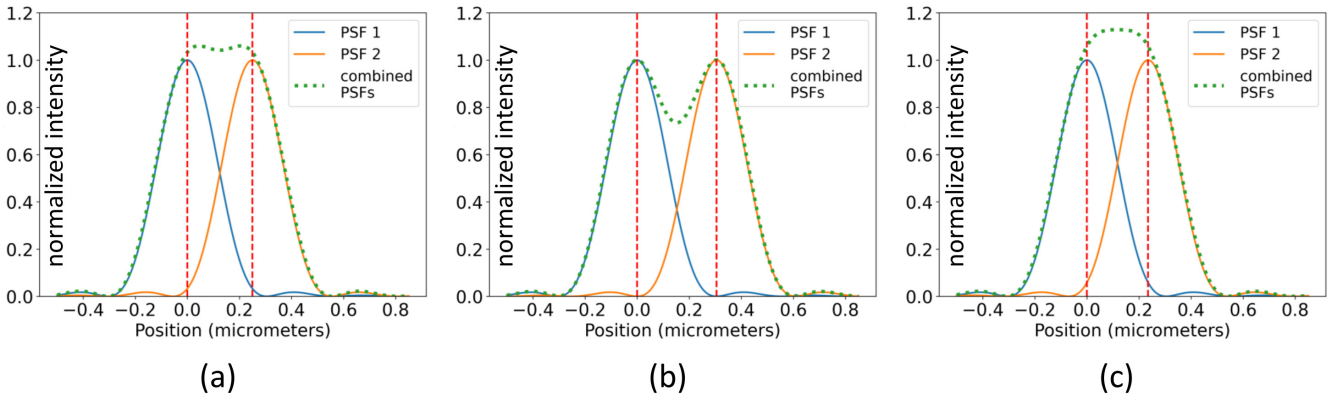 1.2
1.0
0.8
0.6
0.4
0.2
0.0
normalized intensity
PSF 1
PSF 2
combined
PSFs
−0.4 −0.2 0.0 0.2 0.4 0.6 0.8
Position (micrometers)
(a)
1.2
1.0
0.8
0.6
0.4
0.2
0.0
normalized intensity
PSF 1
PSF 2
combined
PSFs
−0.4 −0.2 0.0 0.2 0.4 0.6 0.8
Position (micrometers)
(b)
1.2
1.0
0.8
0.6
0.4
0.2
0.0
normalized intensity
PSF 1
PSF 2
combined
PSFs
−0.4 −0.2 0.0 0.2 0.4 0.6 0.8
Position (micrometers)
(c)